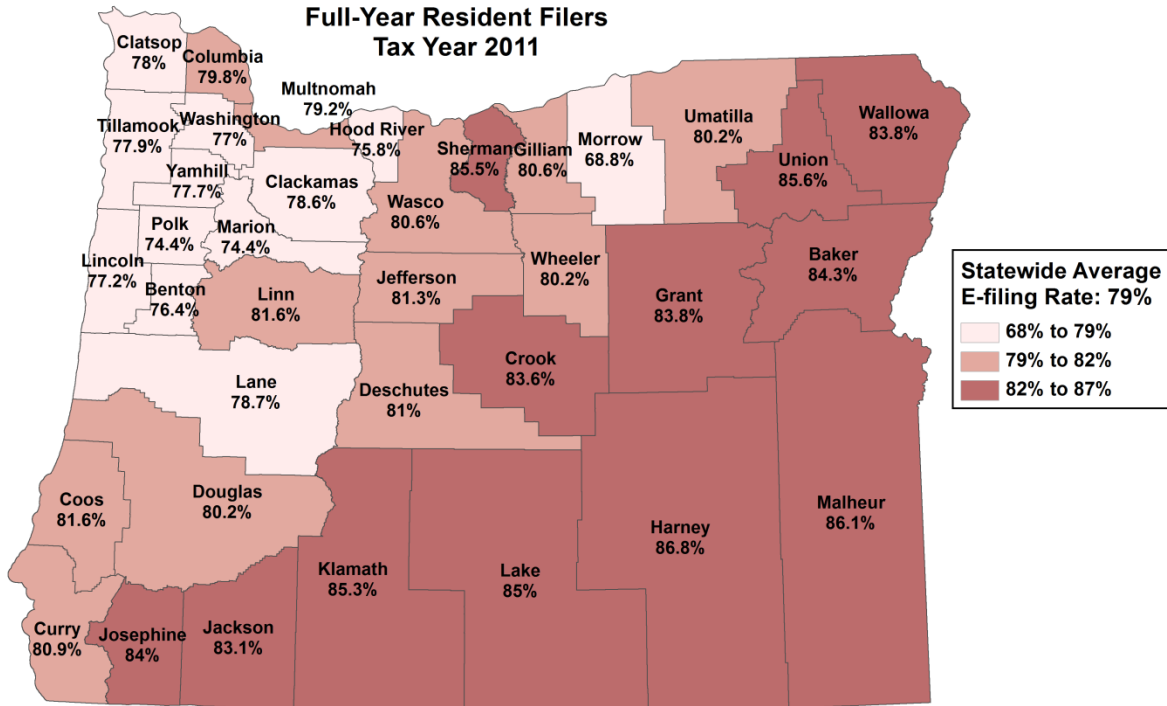 Full-Year Resident Filers
Tax Year 2011
Clatsop
78%
Columbia
79.8%
Multnomah
79.2%
Tillamook
77.9%
Washington
77%
Hood River
75.8%
Sherman
85.5%
Gilliam
80.6%
Morrow
68.8%
Umatilla
80.2%
Union
85.6%
Wallowa
83.8%
Yamhill
77.7%
Clackamas
78.6%
Wasco
80.6%
Polk
74.4%
Marion
74.4%
Lincoln
77.2%
Benton
76.4%
Linn
81.6%
Jefferson
81.3%
Wheeler
80.2%
Grant
83.8%
Baker
84.3%
Lane
78.7%
Deschutes
81%
Crook
83.6%
Coos
81.6%
Douglas
80.2%
Klamath
85.3%
Lake
85%
Harney
86.8%
Malheur
86.1%
Curry
80.9%
Josephine
84%
Jackson
83.1%
Statewide Average
E-filing Rate: 79%
68% to 79%
79% to 82%
82% to 87%